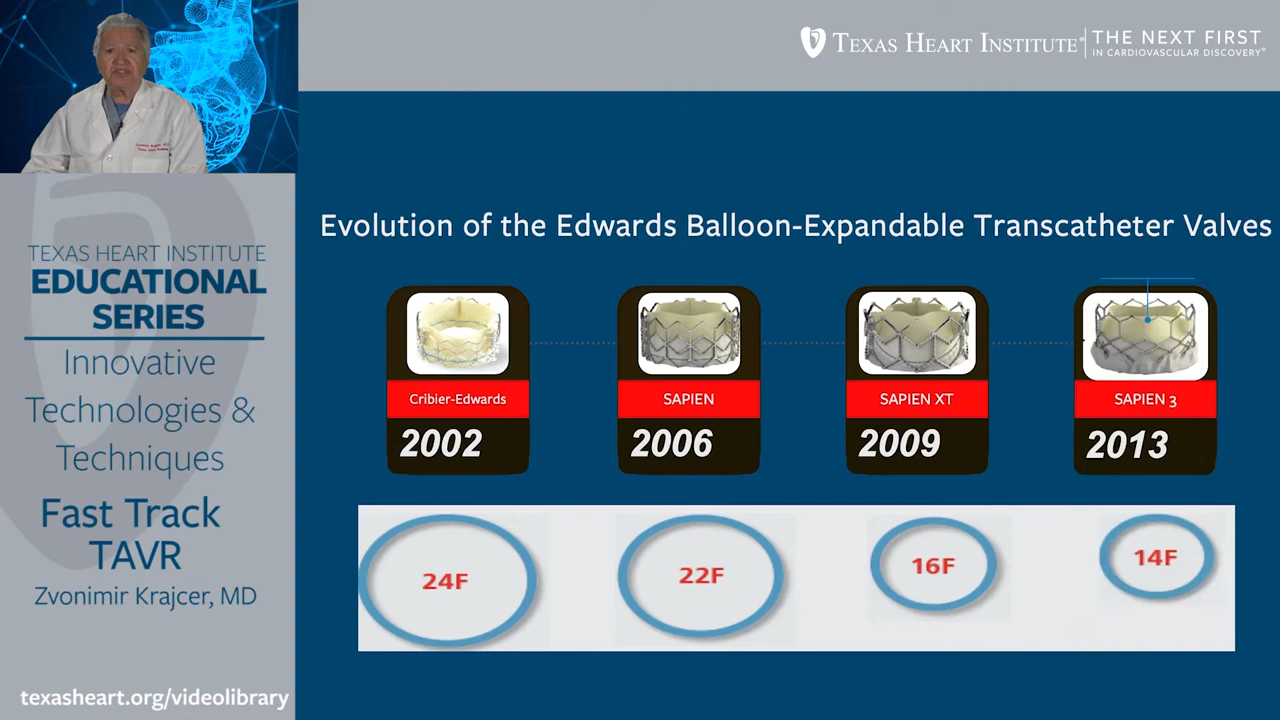 TEXAS HEART INSTITUTE®
THE NEXT FIRST
IN CARDIOVASCULAR DISCOVERY®
TEXAS HEART INSTITUTE
EDUCATIONAL
SERIES
Innovative
Technologies &
Techniques
Fast Track
TAVR
Zvonimir Krajcer, MD
texasheart.org/videolibrary
Evolution of the Edwards Balloon-Expandable Transcatheter Valves
Cribier-Edwards
2002
SAPIEN
2006
SAPIEN XT
2009
SAPIEN 3
2013
24F
22F
16F
14F